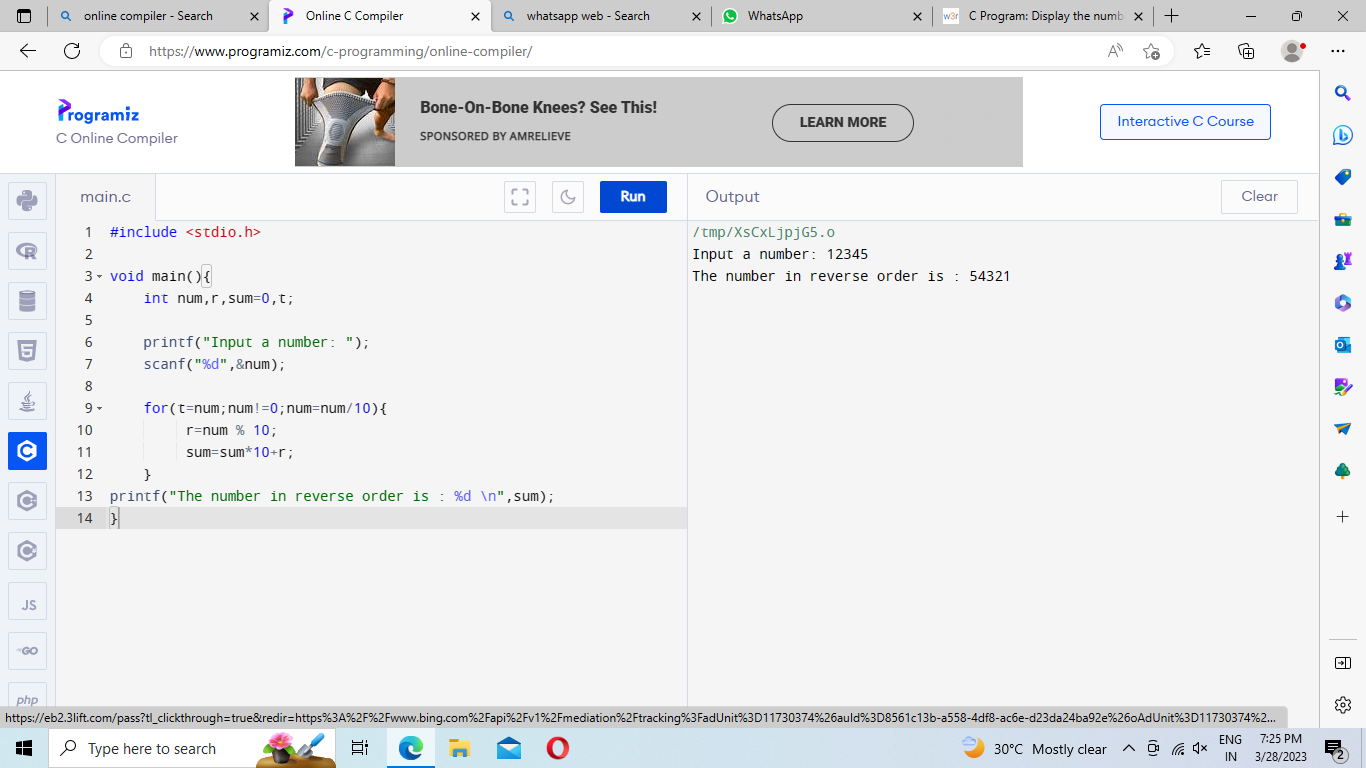 online compiler - Search
Online C Compiler
whatsapp web - Search
WhatsApp
w3r C Program: Display the numb
https://www.programiz.com/c-programming/online-compiler/
Programiz
C Online Compiler
Bone-On-Bone Knees? See This!
SPONSORED BY AMRELIEVE
LEARN MORE
Interactive C Course
main.c
Run
Output
Clear
1 #include <stdio.h>
2
3 void main(){
4 int num,r,sum=0,t;
5
6 printf("Input a number: ");
7 scanf("%d",&num);
8
9 for(t=num;num!=0;num=num/10){
10 r=num % 10;
11 sum=sum*10+r;
12 }
13 printf("The number in reverse order is : %d \n",sum);
14 }
/tmp/XsCxLjpjG5.o
Input a number: 12345
The number in reverse order is : 54321
JS
GO
php
https://eb2.3lift.com/pass?tl_clickthrough=true&redir=https%3A%2F%2Fwww.bing.com%2Fapi%2Fv1%2Fmediation%2Ftracking%3FadUnit%3D11730374%26auId%3D8561c13b-a558-4df8-ac6e-d23da24ba92e%26oAdUnit%3D11730374%2...
Type here to search
30°C Mostly clear
ENG
IN
7:25 PM
3/28/2023
2